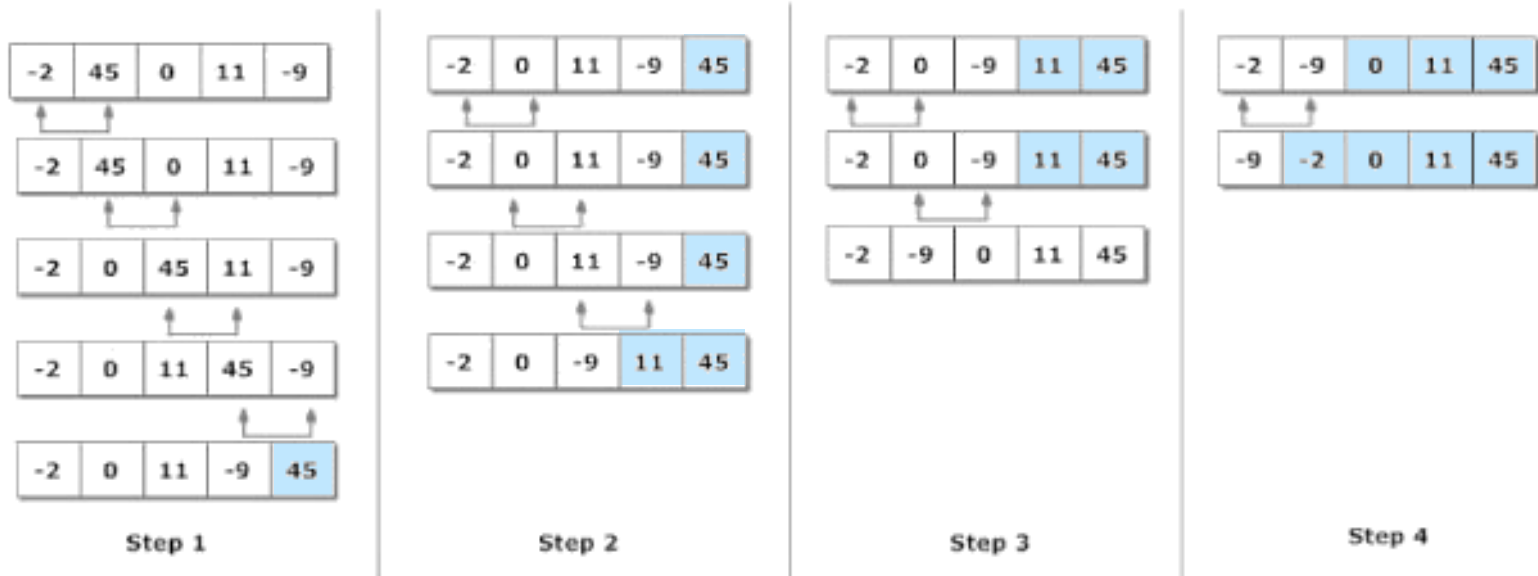 -2 45 0 11 -9
-2 45 0 11 -9
-2 0 45 11 -9
-2 0 11 45 -9
-2 0 11 -9 45
Step 1
-2 0 11 -9 45
-2 0 11 -9 45
-2 0 11 -9 45
-2 0 -9 11 45
Step 2
-2 0 -9 11 45
-2 0 -9 11 45
-2 -9 0 11 45
Step 3
-2 -9 0 11 45
-9 -2 0 11 45
Step 4